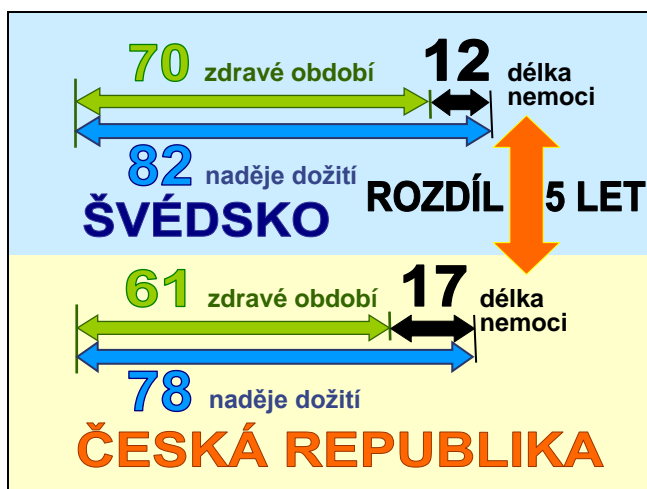 70 zdravé období 12 délka nemoci
82 naděje dožití
ŠVÉDSKO
ROZDÍL 5 LET
61 zdravé období 17 délka nemoci
78 naděje dožití
ČESKÁ REPUBLIKA